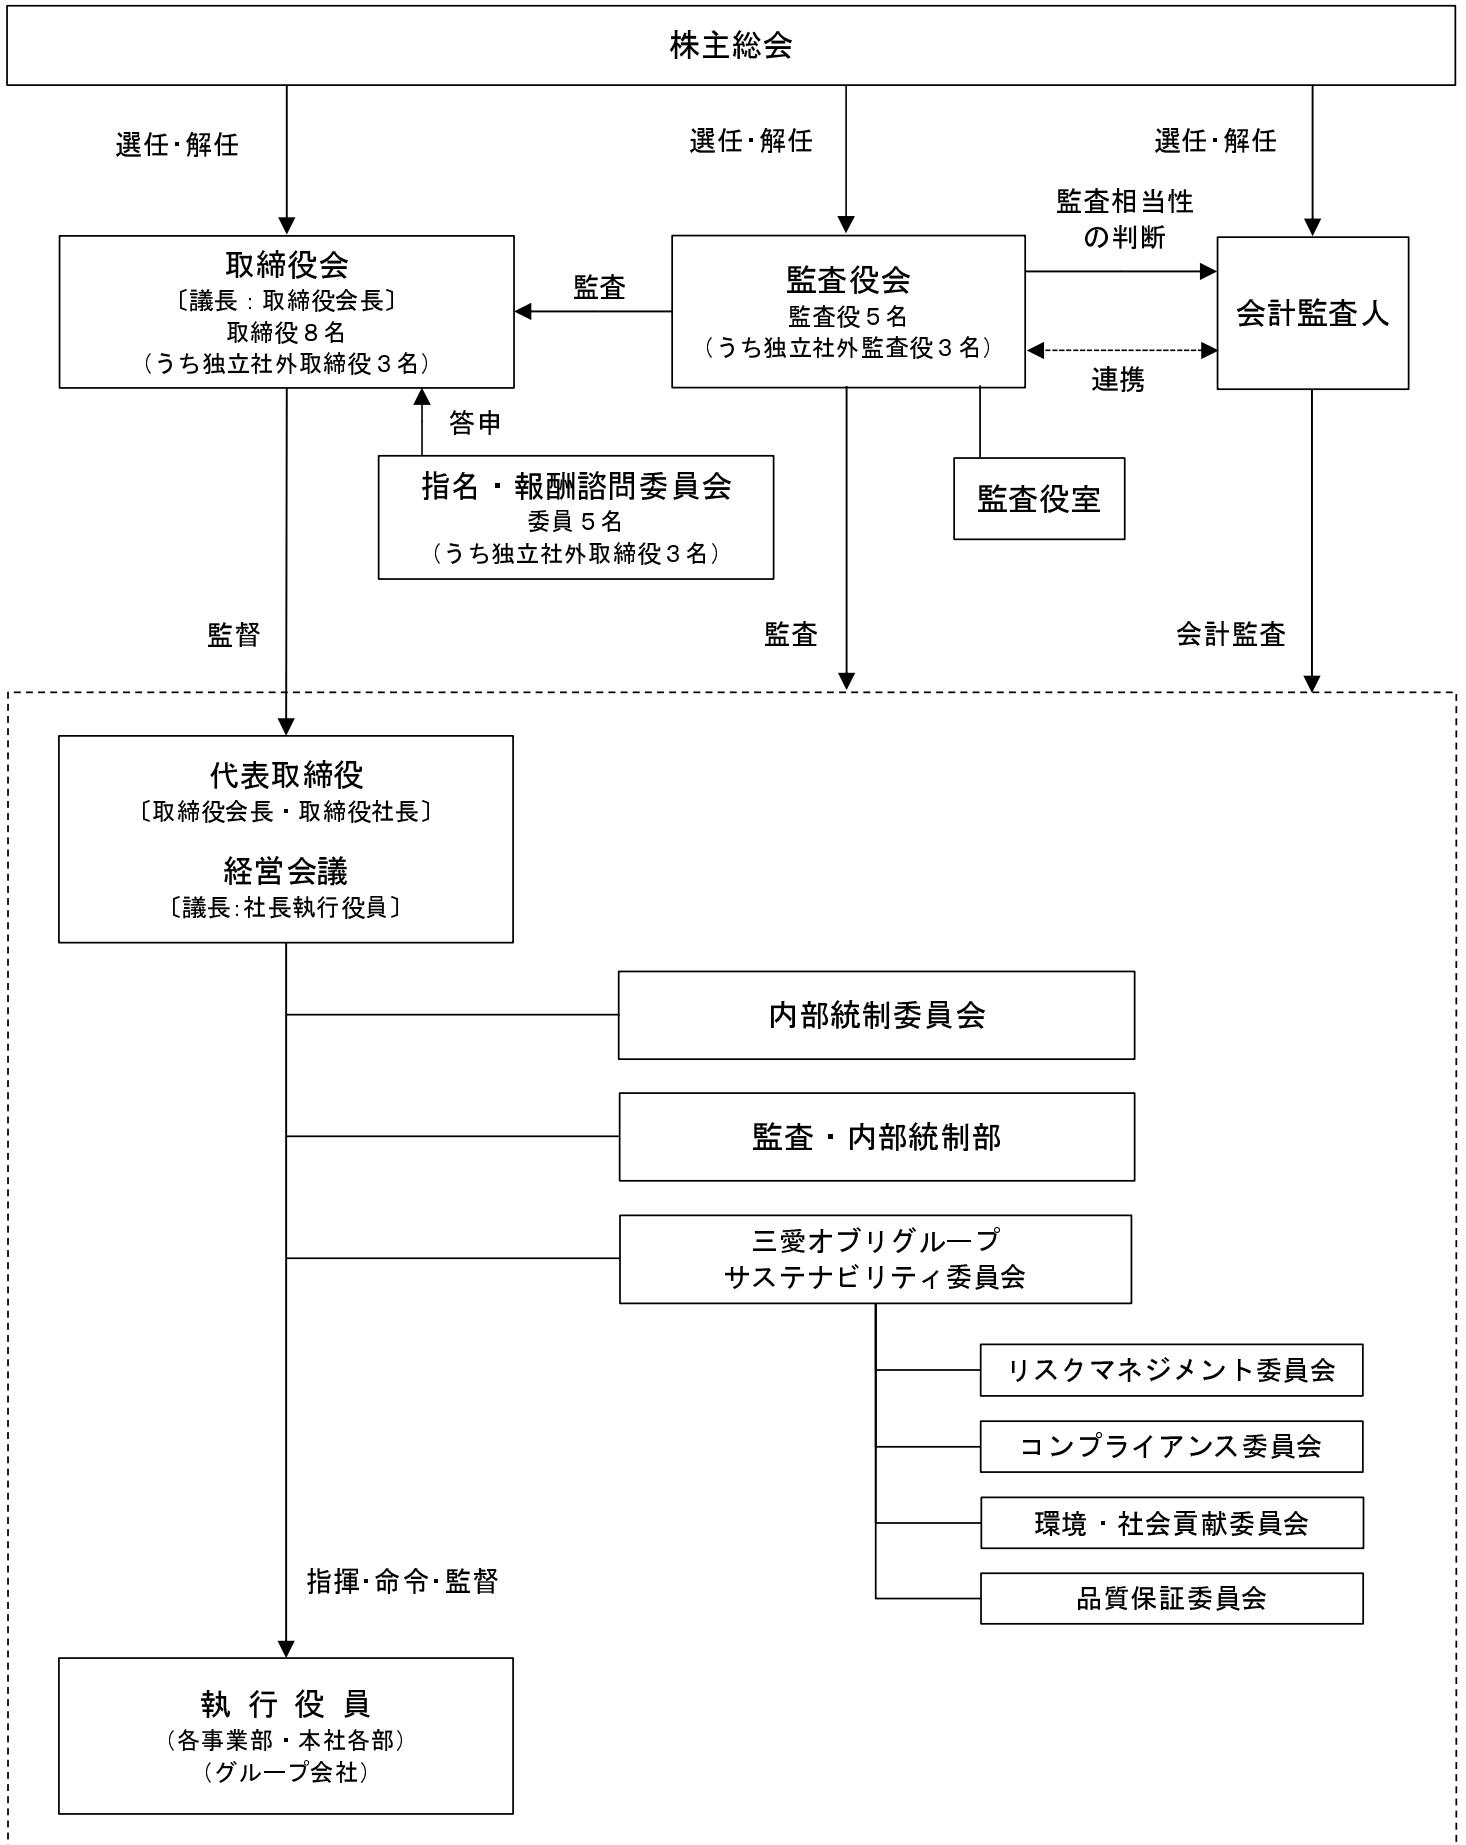 株主総会
選任・解任
選任・解任
選任・解任
監査相当性
の判断
取締役会
〔議長：取締役会長〕
取締役８名
（うち独立社外取締役３名）
監査
監査役会
監査役５名
（うち独立社外監査役３名）
会計監査人
連携
答申
指名・報酬諮問委員会
委員５名
（うち独立社外取締役３名）
監査役室
監督
監査
会計監査
代表取締役
〔取締役会長・取締役社長〕
経営会議
〔議長：社長執行役員〕
内部統制委員会
監査・内部統制部
三愛オブリグループ
サステナビリティ委員会
リスクマネジメント委員会
コンプライアンス委員会
環境・社会貢献委員会
品質保証委員会
指揮・命令・監督
執行役員
（各事業部・本社各部）
（グループ会社）